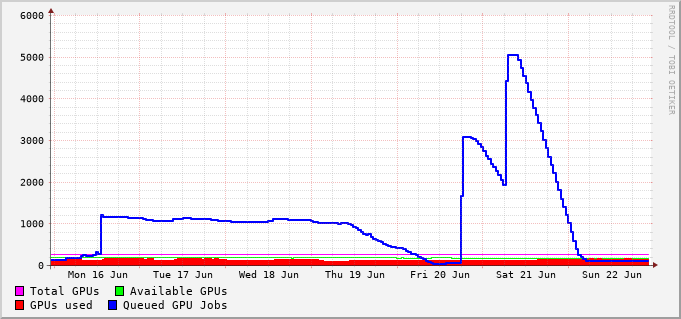 6000
5000
4000
3000
2000
1000
0
Mon 16 Jun Tue 17 Jun Wed 18 Jun Thu 19 Jun Fri 20 Jun Sat 21 Jun Sun 22 Jun
Total GPUs Available GPUs
GPUs used Queued GPU Jobs
RRDTOOL / TOBI OETIKER